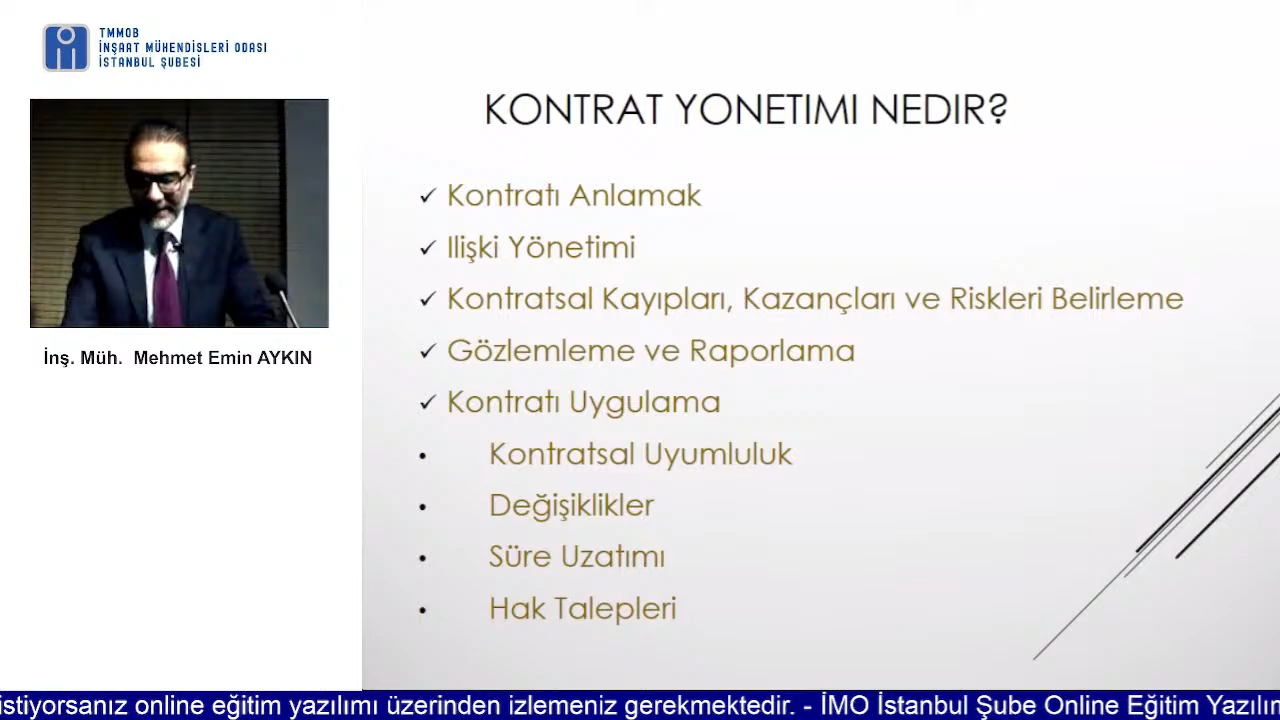 TMMOB
İNŞAAT MÜHENDİSLERİ ODASI
İSTANBUL ŞUBESİ
İnş. Müh. Mehmet Emin AYKIN
KONTRAT YONETIMI NEDIR?
✓ Kontratı Anlamak
✓ Ilişki Yönetimi
✓ Kontratsal Kayıpları, Kazançları ve Riskleri Belirleme
✓ Gözlemleme ve Raporlama
✓ Kontratı Uygulama
• Kontratsal Uyumluluk
• Değişiklikler
• Süre Uzatımı
• Hak Talepleri
istiyorsanız online eğitim yazılımı üzerinden izlemeniz gerekmektedir. - İMO İstanbul Şube Online Eğitim